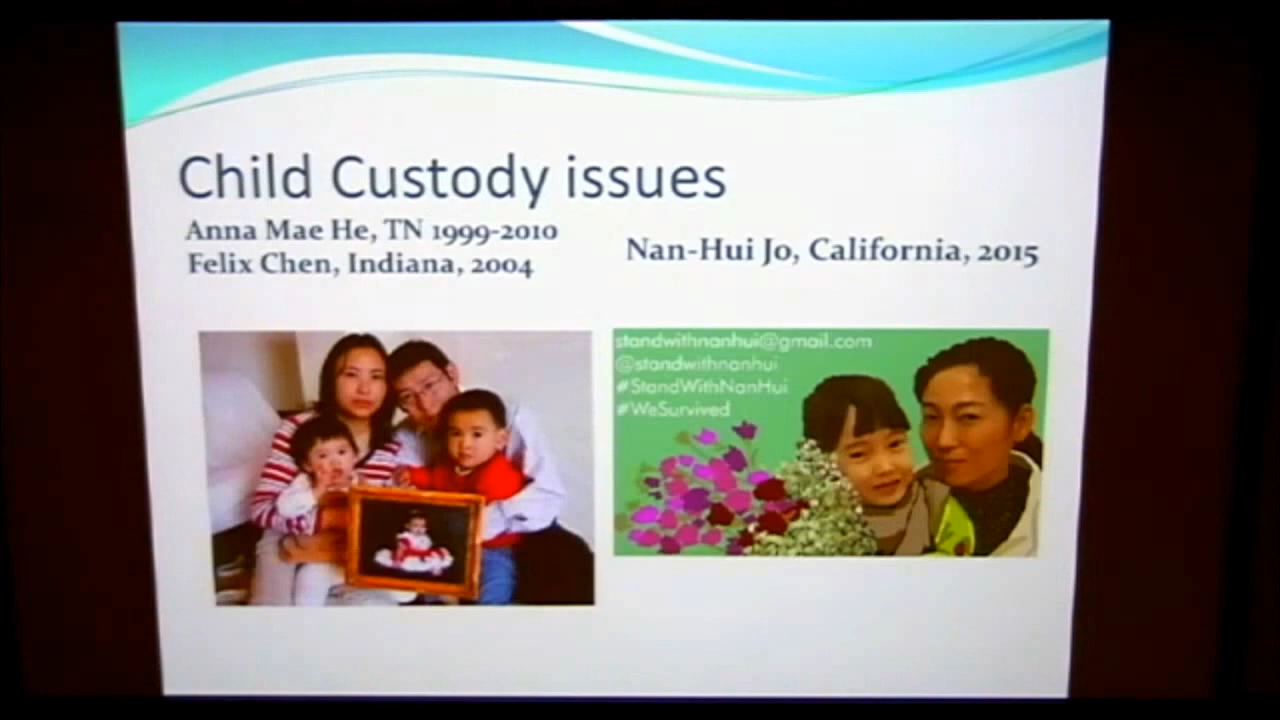 Child Custody issues
Anna Mae He, TN 1999-2010
Felix Chen, Indiana, 2004
Nan-Hui Jo, California, 2015
standwithnanhui@gmail.com
@standwithnanhui
#StandWithNanHui
#WeSurvived